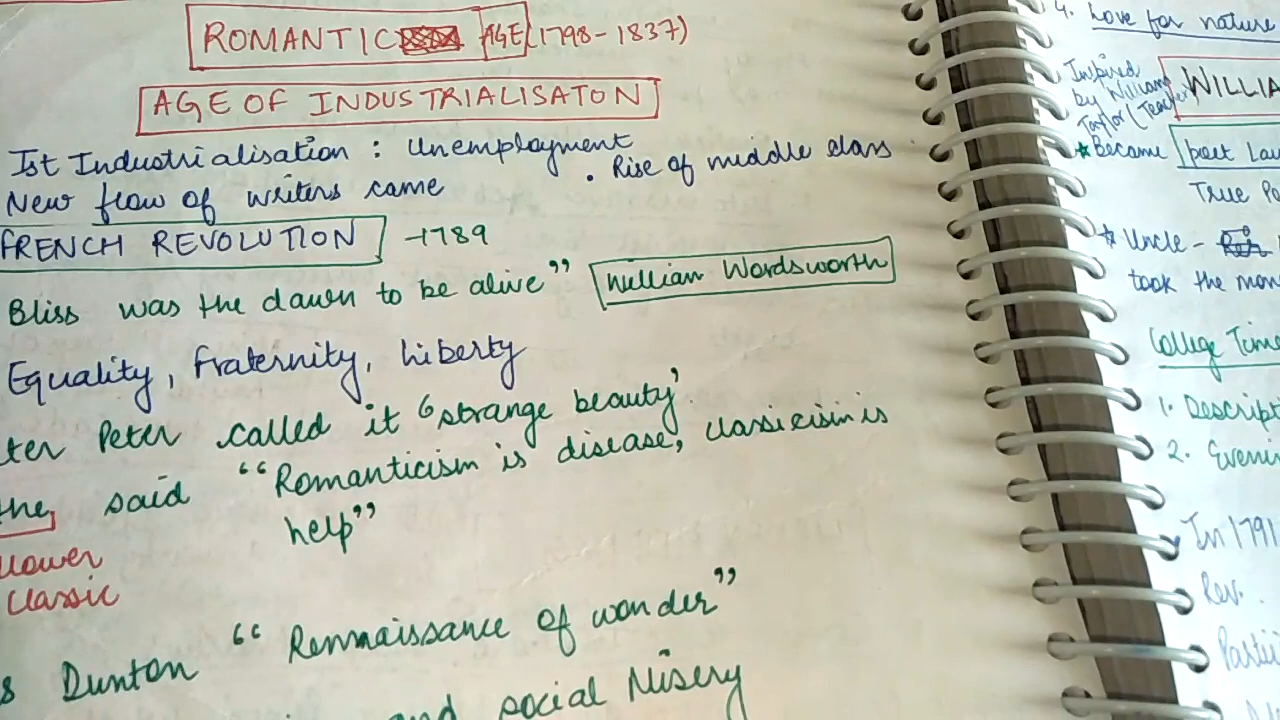 ROMANTIC AGE (1798-1837)
AGE OF INDUSTRIALISATON
Ist Industrialisation : Unemployment
. Rise of middle class
New flow of writers came
FRENCH REVOLUTION -1789
Bliss was the dawn to be alive” William Wordsworth
Equality, Fraternity, Liberty
ter Peter called it ‘strange beauty’
the said “Romanticism is disease, classicism is
help”
llower
Classic
s Dunton “Rennaissance of wonder”
and social Misery
4. Love for nature
Inspired
by William
Taylor (Teacher
WILLIA
*Became poet Lau
True Po
* Uncle -
took the mon
College Time
1. Descript
2. Evenin
In 1791
Rev.
Partici